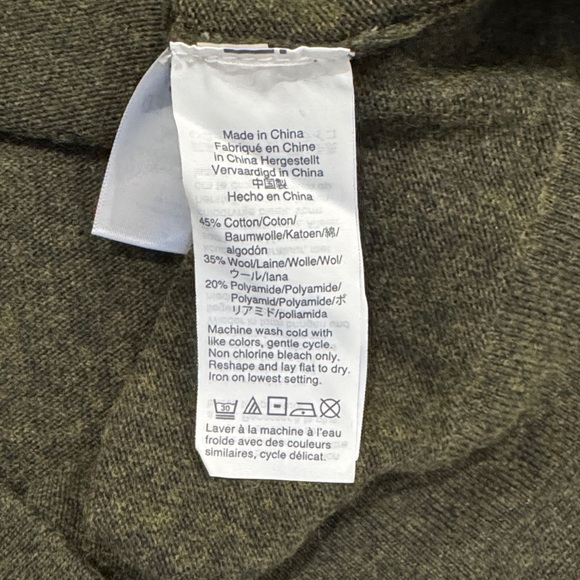 Made in China
Fabriqué en Chine
in China Hergestellt
Vervaardigd in China
中国製
Hecho en China
45% Cotton/Coton/
Baumwolle/Katoen/綿/
algodón
35% Wool/Laine/Wolle/Wol/
ウール/lana
20% Polyamide/Polyamide/
Polyamid/Polyamide/ポ
リアミド/poliamida
Machine wash cold with
like colors, gentle cycle.
Non chlorine bleach only.
Reshape and lay flat to dry.
Iron on lowest setting.
30
Laver à la machine à l'eau
froide avec des couleurs
similaires, cycle délicat.